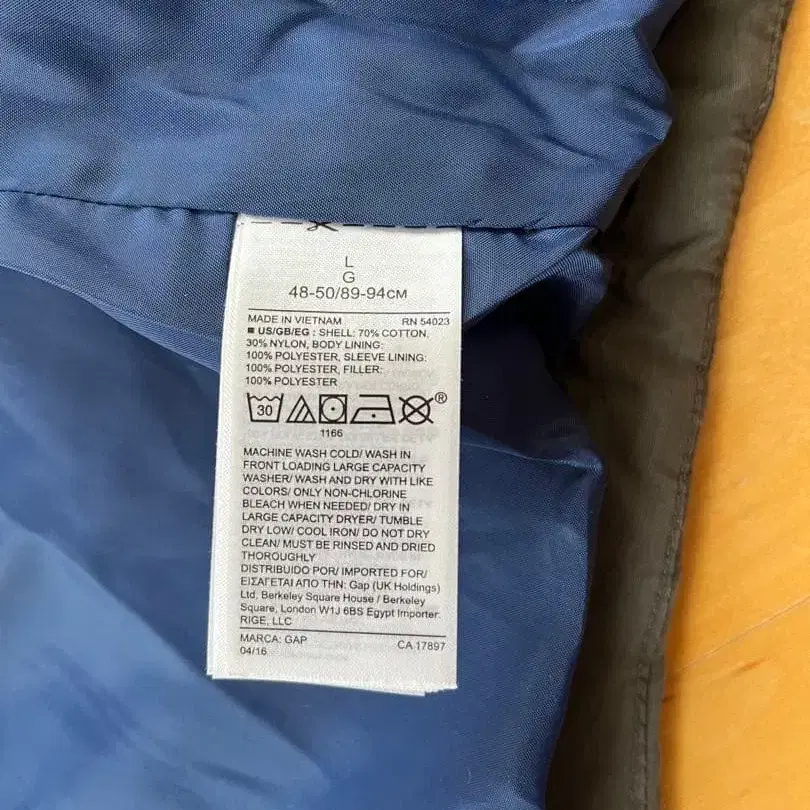 L
G
48-50/89-94CM
MADE IN VIETNAM RN 54023
■ US/GB/EG : SHELL: 70% COTTON,
30% NYLON, BODY LINING:
100% POLYESTER, SLEEVE LINING:
100% POLYESTER, FILLER:
100% POLYESTER
30 ®
1166
MACHINE WASH COLD/ WASH IN
FRONT LOADING LARGE CAPACITY
WASHER/ WASH AND DRY WITH LIKE
COLORS/ ONLY NON-CHLORINE
BLEACH WHEN NEEDED/ DRY IN
LARGE CAPACITY DRYER/ TUMBLE
DRY LOW/ COOL IRON/ DO NOT DRY
CLEAN/ MUST BE RINSED AND DRIED
THOROUGHLY
DISTRIBUIDO POR/ IMPORTED FOR/
ΕΙΣΑΓΕΤΑΙ ΑΠΟ ΤΗΝ: Gap (UK Holdings)
Ltd, Berkeley Square House / Berkeley
Square, London W1J 6BS Egypt Importer:
RIGE, LLC
MARCA: GAP CA 17897
04/16